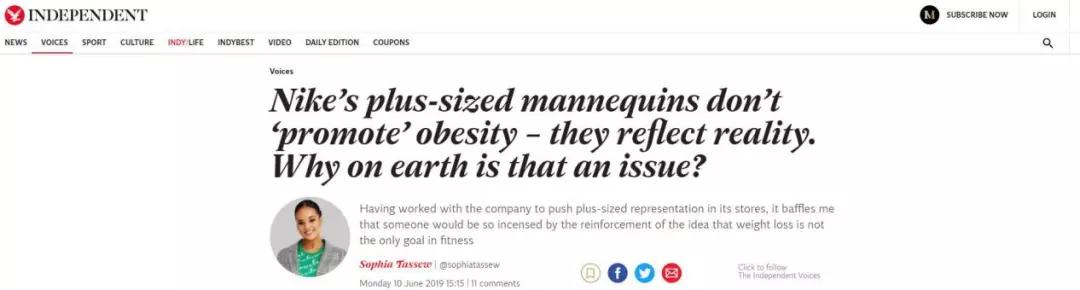 INDEPENDENT
SUBSCRIBE NOW
LOGIN
NEWS VOICES SPORT CULTURE INDY/LIFE INDYBEST VIDEO DAILY EDITION COUPONS
Voices
Nike's plus-sized mannequins don't
'promote' obesity – they reflect reality.
Why on earth is that an issue?
Having worked with the company to push plus-sized representation in its stores, it baffles me
that someone would be so incensed by the reinforcement of the idea that weight loss is not
the only goal in fitness
Sophia Tassew | @sophiatassew
Monday 10 June 2019 15:15 | 11 comments
Click to follow
The Independent Voices